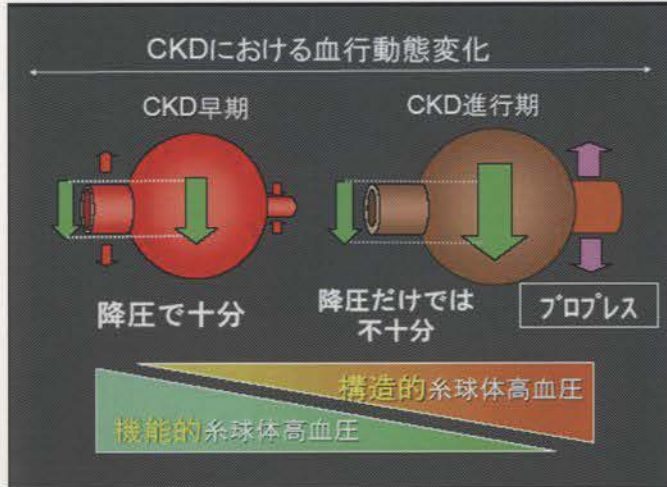 CKDにおける血行動態変化
CKD早期
CKD進行期
降圧で十分
降圧だけでは
不十分
ブロプレス
構造的糸球体高血圧
機能的糸球体高血圧